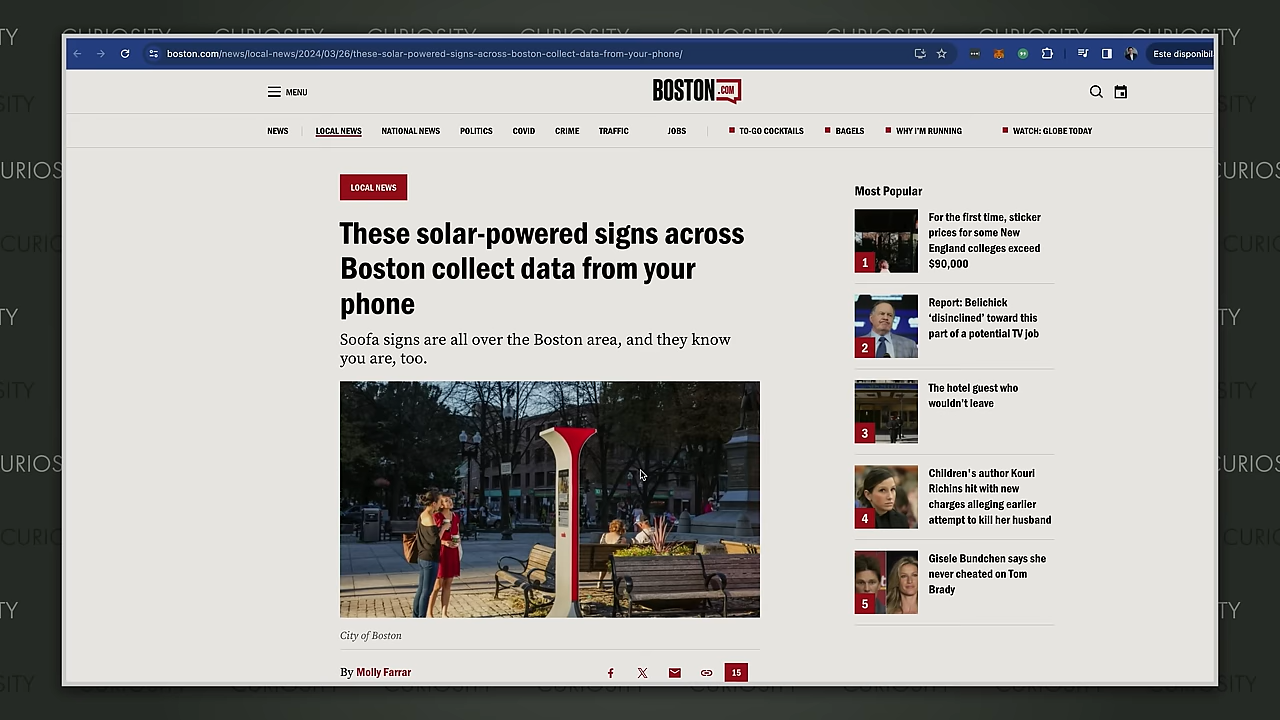 boston.com/news/local-news/2024/03/26/these-solar-powered-signs-across-boston-collect-data-from-your-phone/
Este disponibil
MENU
BOSTON.COM
NEWS
LOCAL NEWS
NATIONAL NEWS
POLITICS
COVID
CRIME
TRAFFIC
JOBS
TO-GO COCKTAILS
BAGELS
WHY I'M RUNNING
WATCH: GLOBE TODAY
LOCAL NEWS
These solar-powered signs across
Boston collect data from your
phone
Soofa signs are all over the Boston area, and they know
you are, too.
City of Boston
By Molly Farrar
15
Most Popular
1
For the first time, sticker
prices for some New
England colleges exceed
$90,000
2
Report: Belichick
‘disinclined’ toward this
part of a potential TV job
3
The hotel guest who
wouldn't leave
4
Children's author Kouri
Richins hit with new
charges alleging earlier
attempt to kill her husband
5
Gisele Bundchen says she
never cheated on Tom
Brady